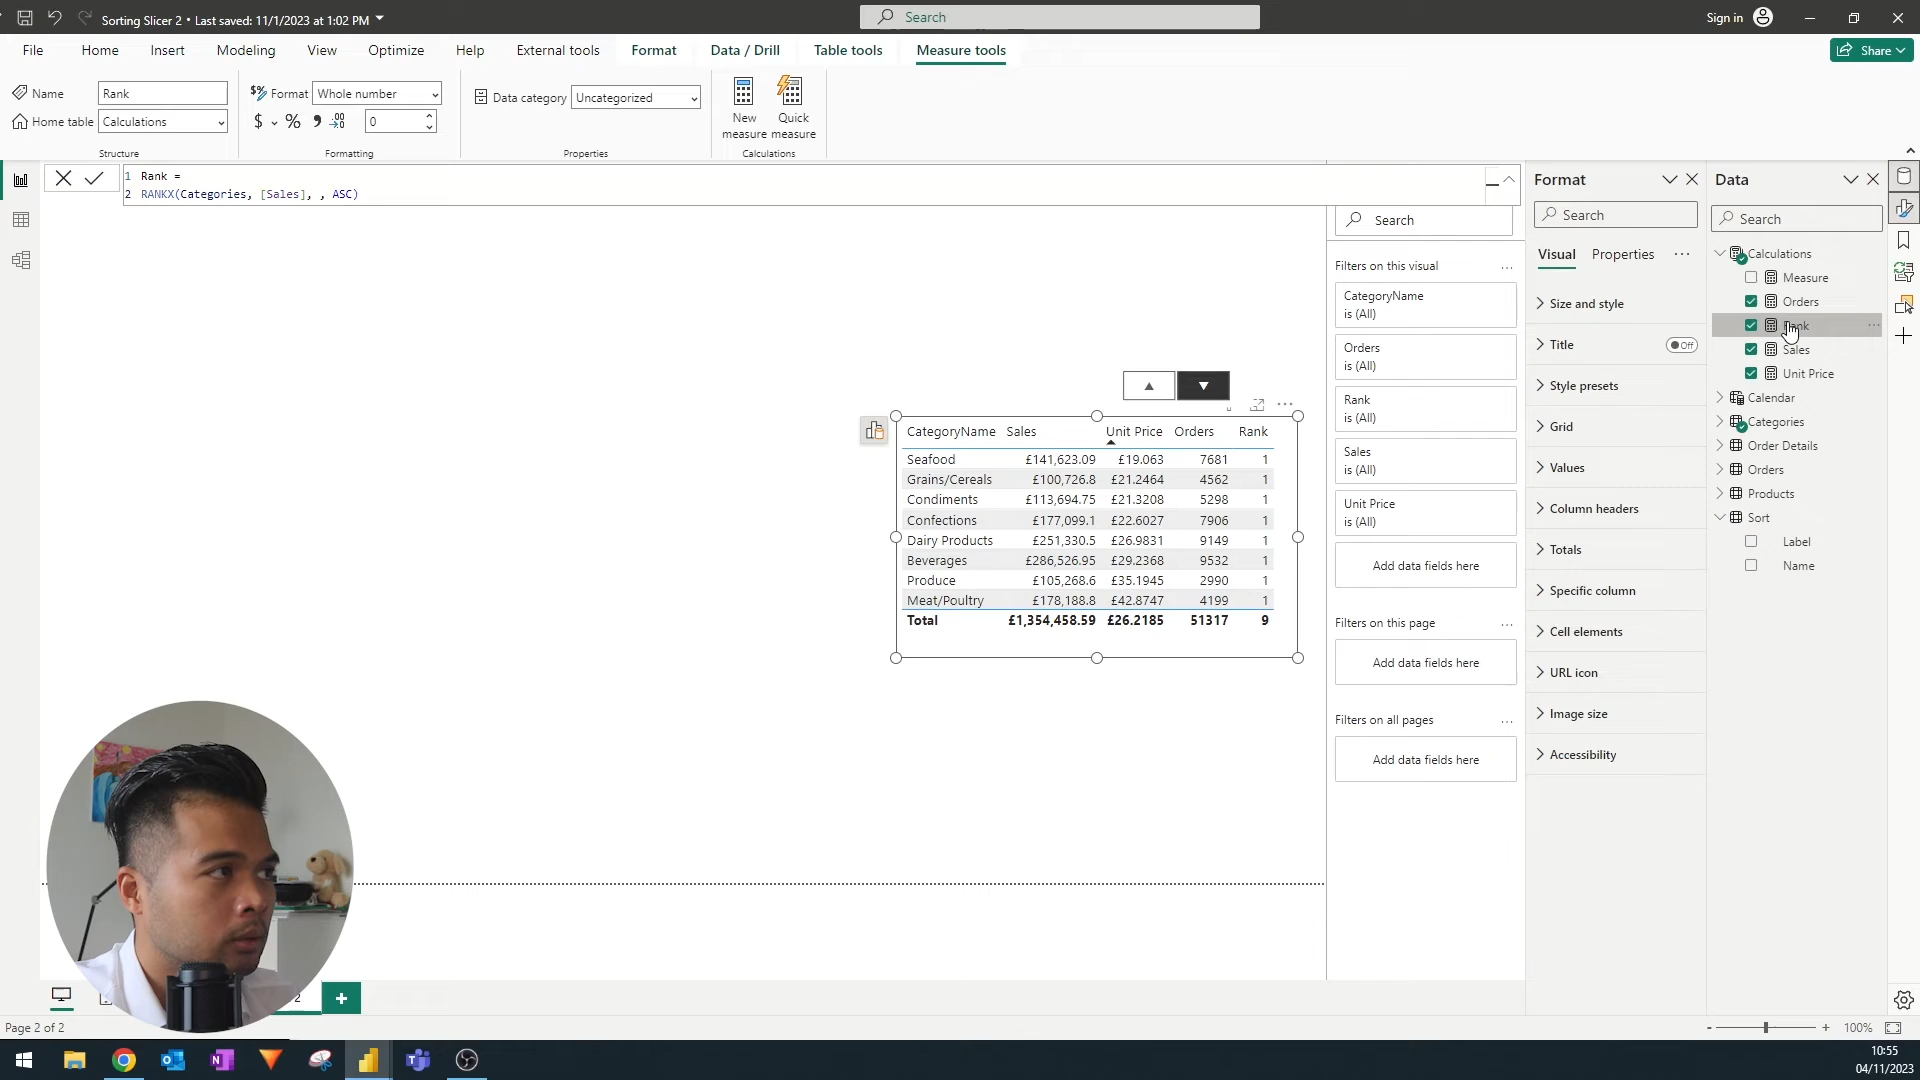 Sorting Slicer 2 • Last saved: 11/1/2023 at 1:02 PM
Search
Sign in
File
Home
Insert
Modeling
View
Optimize
Help
External tools
Format
Data / Drill
Table tools
Measure tools
Share
Name
Rank
Home table
Calculations
Structure
Format
Whole number
$
%
0
Formatting
Data category
Uncategorized
Properties
New measure
Quick measure
Calculations
1 Rank =
2 RANKX(Categories, [Sales], , ASC)
CategoryName Sales Unit Price Orders Rank
Seafood £141,623.09 £19.063 7681 1
Grains/Cereals £100,726.8 £21.2464 4562 1
Condiments £113,694.75 £21.3208 5298 1
Confections £177,099.1 £22.6027 7906 1
Dairy Products £251,330.5 £26.9831 9149 1
Beverages £286,526.95 £29.2368 9532 1
Produce £105,268.6 £35.1945 2990 1
Meat/Poultry £178,188.8 £42.8747 4199 1
Total £1,354,458.59 £26.2185 51317 9
Search
Filters on this visual
CategoryName
is (All)
Orders
is (All)
Rank
is (All)
Sales
is (All)
Unit Price
is (All)
Add data fields here
Filters on this page
Add data fields here
Filters on all pages
Add data fields here
Format
Search
Visual
Properties
Size and style
Title
Off
Style presets
Grid
Values
Column headers
Totals
Specific column
Cell elements
URL icon
Image size
Accessibility
Data
Search
Calculations
Measure
Orders
Sales
Unit Price
Calendar
Categories
Order Details
Orders
Products
Sort
Label
Name
2
Page 2 of 2
100%
10:55
04/11/2023